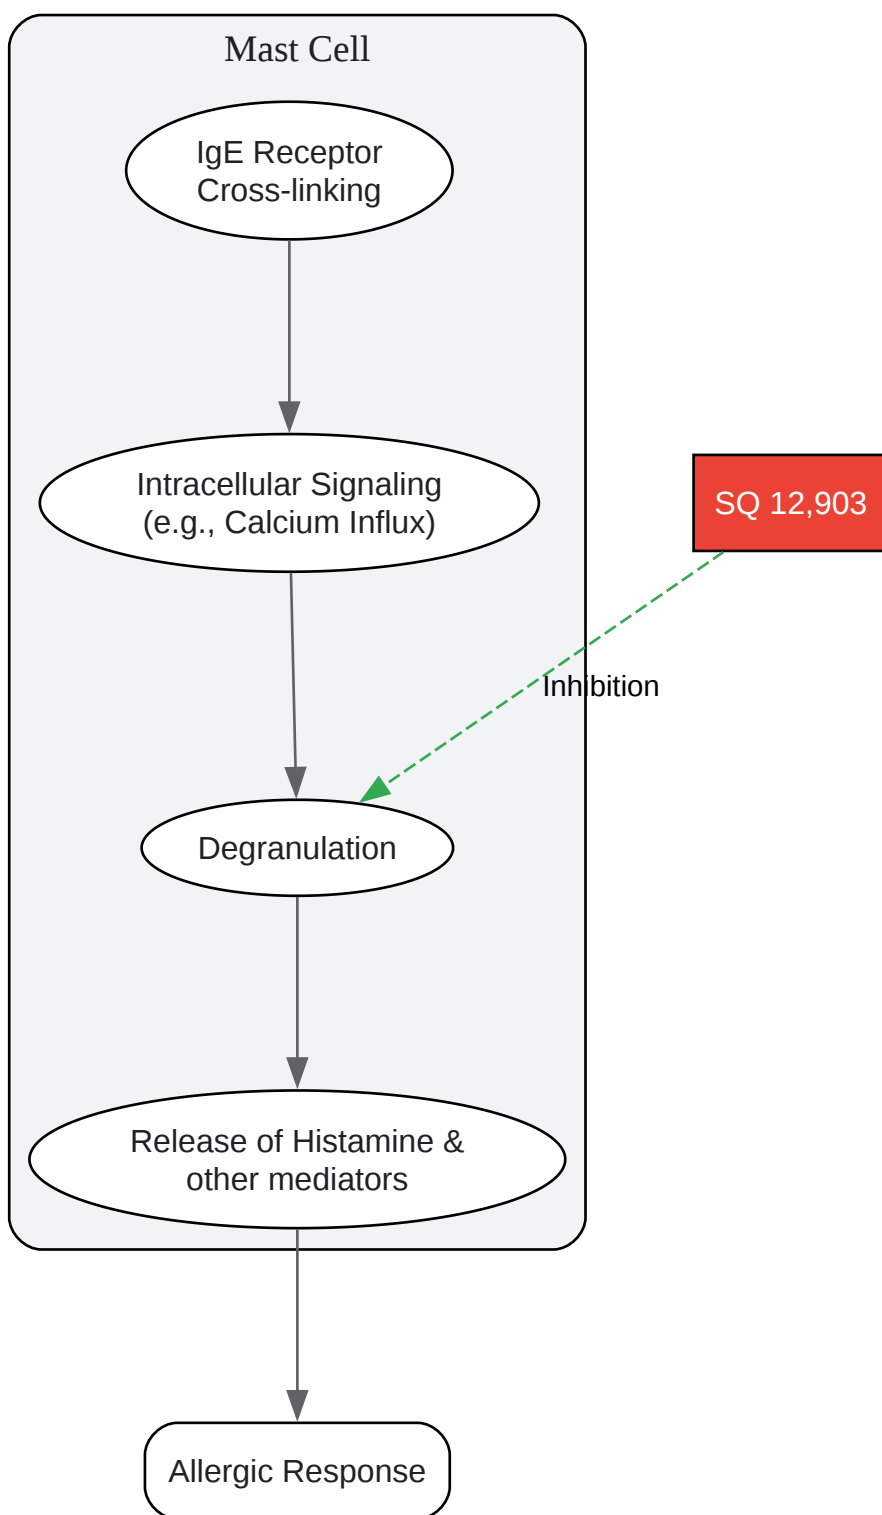 Mast Cell
IgE Receptor
Cross-linking
Intracellular Signaling
(e.g., Calcium Influx)
SQ 12,903
Inhibition
Degranulation
Release of Histamine &
other mediators
Allergic Response